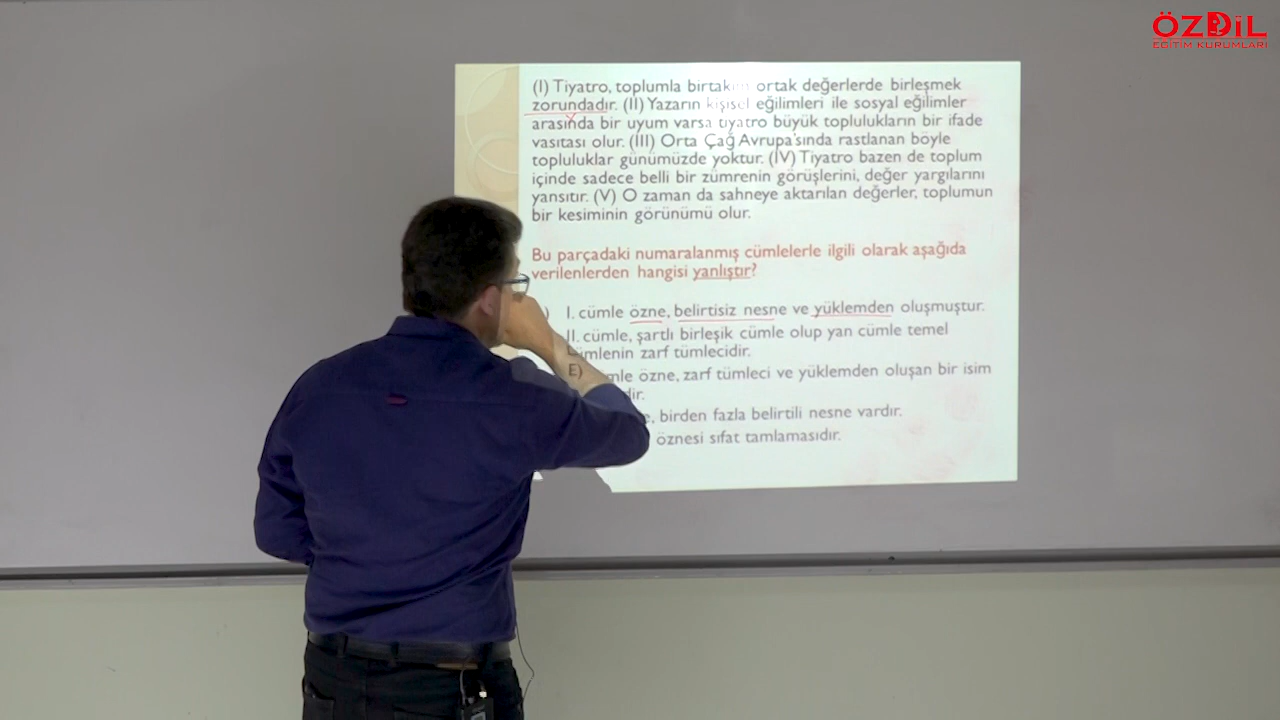 ÖZDİL
EĞİTİM KURUMLARI
(I) Tiyatro, toplumla birtakım ortak değerlerde birleşmek
zorundadır. (II) Yazarın kişisel eğilimleri ile sosyal eğilimler
arasında bir uyum varsa tiyatro büyük toplulukların bir ifade
vasıtası olur. (III) Orta Çağ Avrupa'sında rastlanan böyle
topluluklar günümüzde yoktur. (IV) Tiyatro bazen de toplum
içinde sadece belli bir zümrenin görüşlerini, değer yargılarını
yansıtır. (V) O zaman da sahneye aktarılan değerler, toplumun
bir kesiminin görünümü olur.
Bu parçadaki numaralanmış cümlelerle ilgili olarak aşağıda
verilenlerden hangisi yanlıştır?
) I. cümle özne, belirtisiz nesne ve yüklemden oluşmuştur.
II. cümle, şartlı birleşik cümle olup yan cümle temel
cümlenin zarf tümlecidir.
E) mle özne, zarf tümleci ve yüklemden oluşan bir isim
dir.
e, birden fazla belirtili nesne vardır.
öznesi sıfat tamlamasıdır.